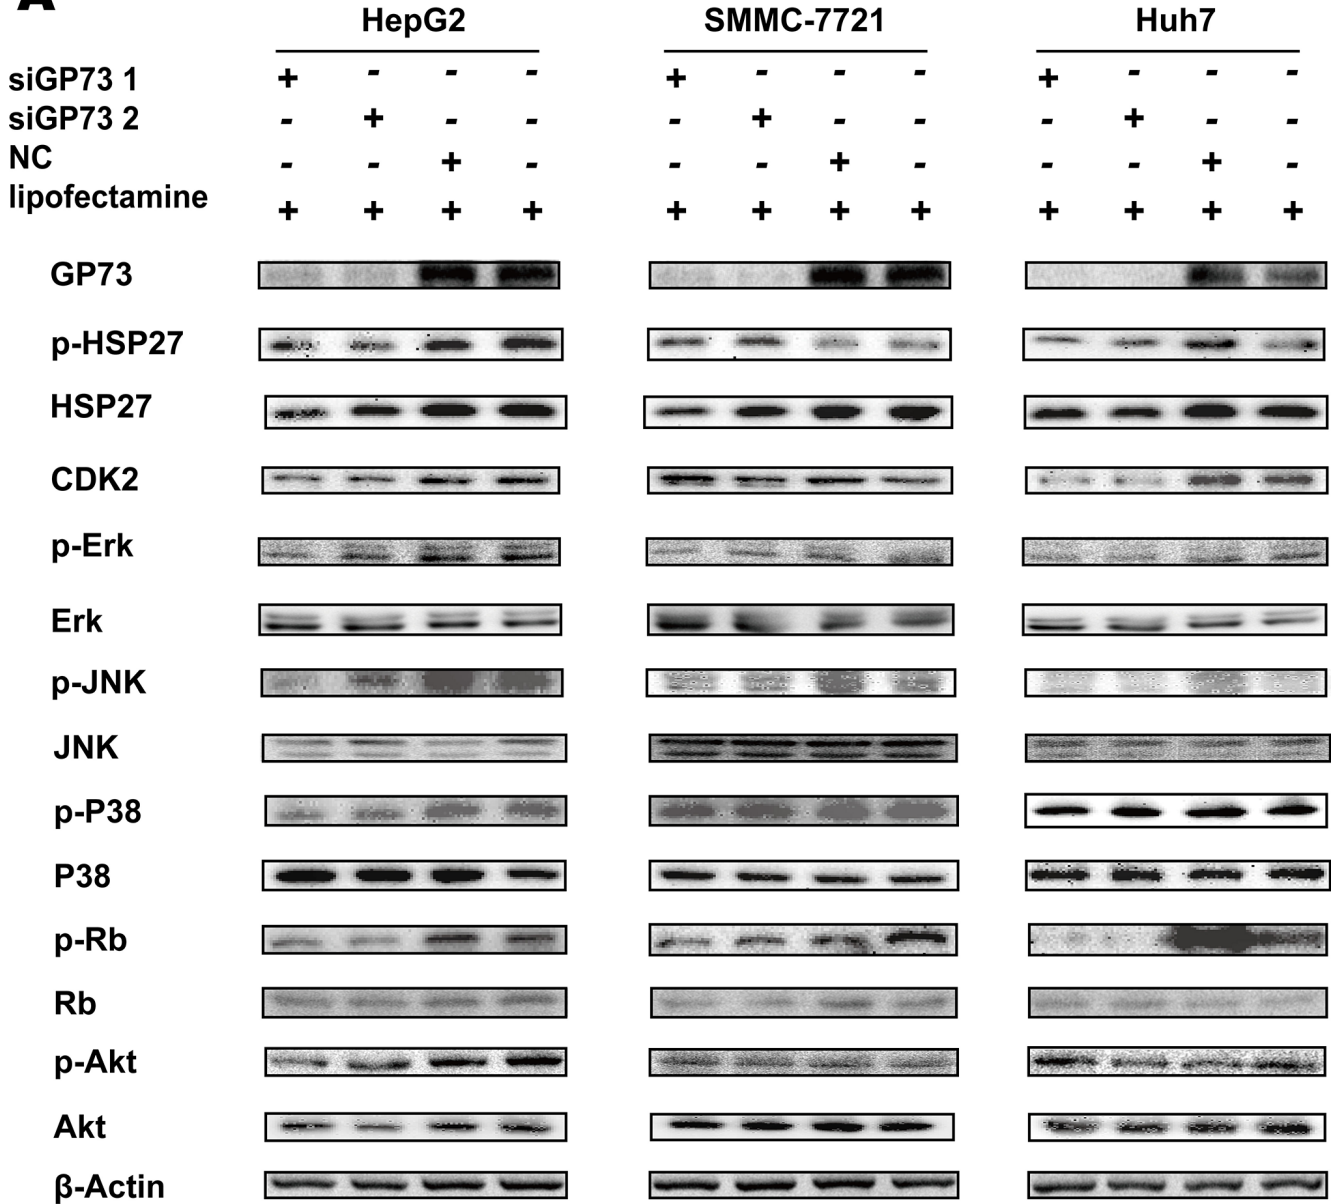 A
HepG2 SMMC-7721 Huh7
siGP73 1 + - - - + - - - + - - -
siGP73 2 - + - - - + - - - + - -
NC - - + - - - + - - - + -
lipofectamine + + + + + + + + + + + +
GP73
p-HSP27
HSP27
CDK2
p-Erk
Erk
p-JNK
JNK
p-P38
P38
p-Rb
Rb
p-Akt
Akt
β-Actin